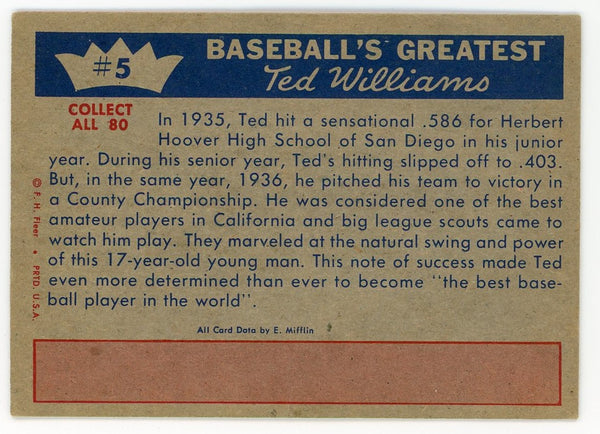 #5
BASEBALL'S GREATEST
Ted Williams
COLLECT
ALL 80
In 1935, Ted hit a sensational .586 for Herbert
Hoover High School of San Diego in his junior
year. During his senior year, Ted's hitting slipped off to .403.
But, in the same year, 1936, he pitched his team to victory in
a County Championship. He was considered one of the best
amateur players in California and big league scouts came to
watch him play. They marveled at the natural swing and power
of this 17-year-old young man. This note of success made Ted
even more determined than ever to become "the best base-
ball player in the world".
© F. H. Fleer • PRTD. U.S.A.
All Card Data by E. Mifflin